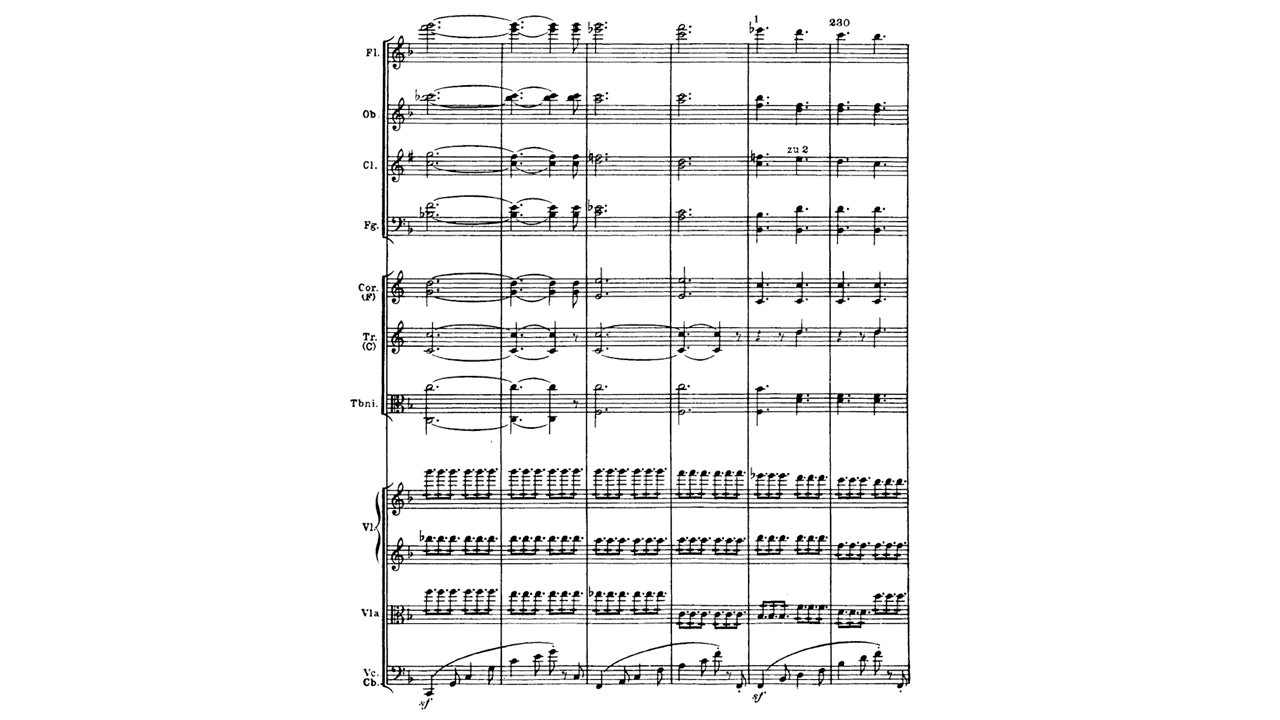 1 230
Fl.
Ob.
zu 2
Cl.
Fg.
Cor.
(F)
Tr.
(C)
Tbni.
Vl.
Vla
Vc.
Cb.
sf sf